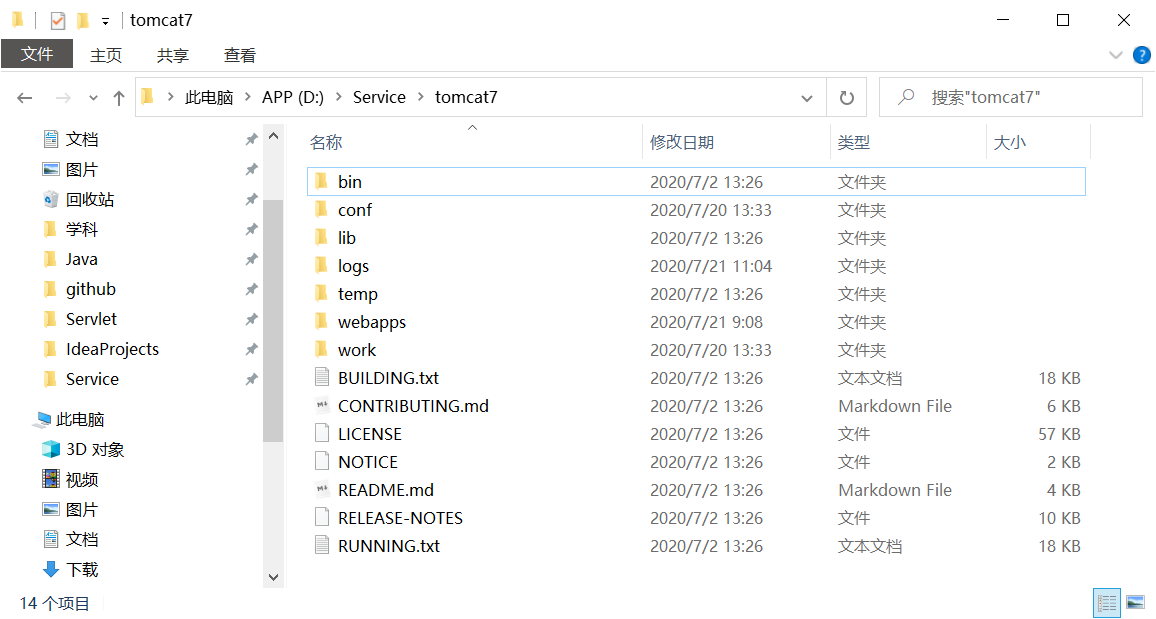 tomcat7
文件 主页 共享 查看
此电脑 APP (D:) Service tomcat7 搜索"tomcat7"
名称 修改日期 类型 大小
文档
图片
回收站
学科
Java
github
Servlet
IdeaProjects
Service
此电脑
3D 对象
视频
图片
文档
下载
bin 2020/7/2 13:26 文件夹
conf 2020/7/20 13:33 文件夹
lib 2020/7/2 13:26 文件夹
logs 2020/7/21 11:04 文件夹
temp 2020/7/2 13:26 文件夹
webapps 2020/7/21 9:08 文件夹
work 2020/7/20 13:33 文件夹
BUILDING.txt 2020/7/2 13:26 文本文档 18 KB
CONTRIBUTING.md 2020/7/2 13:26 Markdown File 6 KB
LICENSE 2020/7/2 13:26 文件 57 KB
NOTICE 2020/7/2 13:26 文件 2 KB
README.md 2020/7/2 13:26 Markdown File 4 KB
RELEASE-NOTES 2020/7/2 13:26 文件 10 KB
RUNNING.txt 2020/7/2 13:26 文本文档 18 KB
14 个项目